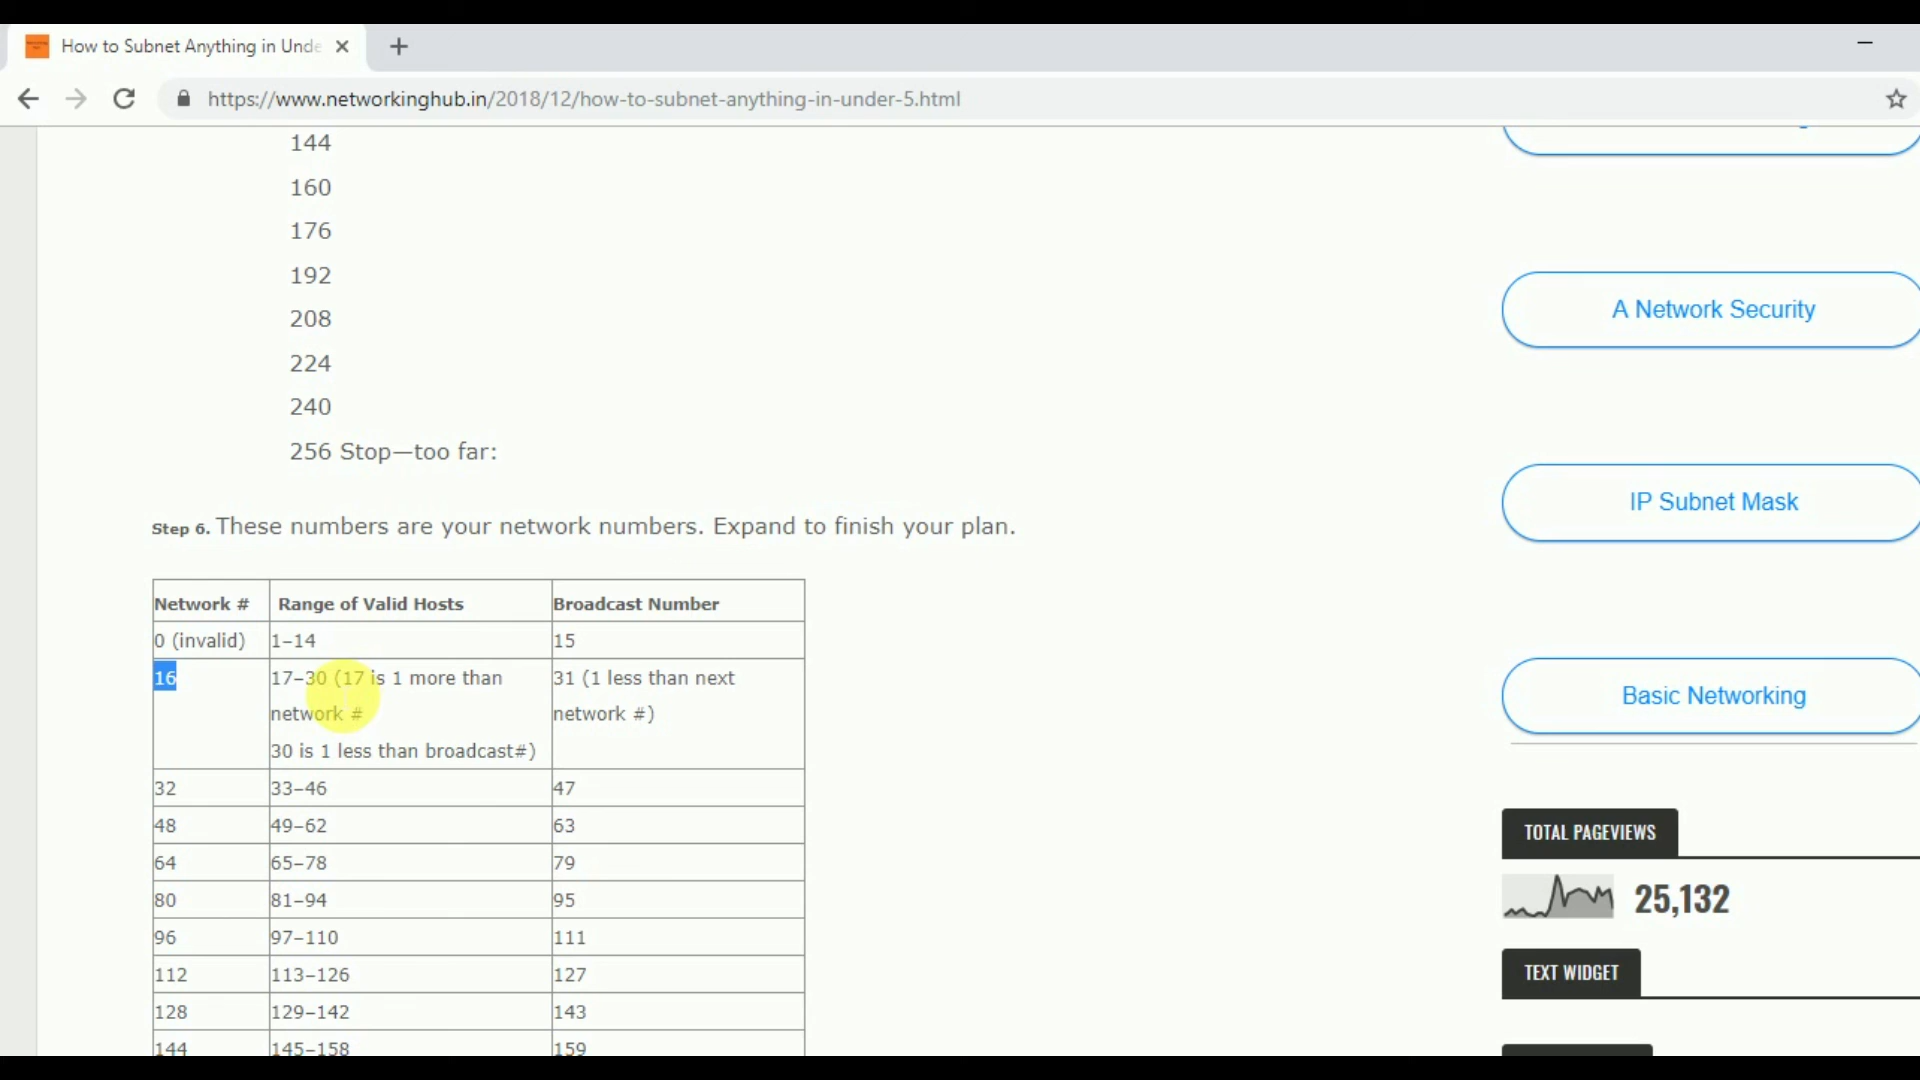 How to Subnet Anything in Unde
https://www.networkinghub.in/2018/12/how-to-subnet-anything-in-under-5.html
144
160
176
192
208
224
240
256 Stop—too far:
Step 6. These numbers are your network numbers. Expand to finish your plan.
Network # Range of Valid Hosts Broadcast Number
0 (invalid) 1–14 15
16 17–30 (17 is 1 more than 31 (1 less than next
network # network #)
30 is 1 less than broadcast#)
32 33–46 47
48 49–62 63
64 65–78 79
80 81–94 95
96 97–110 111
112 113–126 127
128 129–142 143
144 145–158 159
A Network Security
IP Subnet Mask
Basic Networking
TOTAL PAGEVIEWS
25,132
TEXT WIDGET